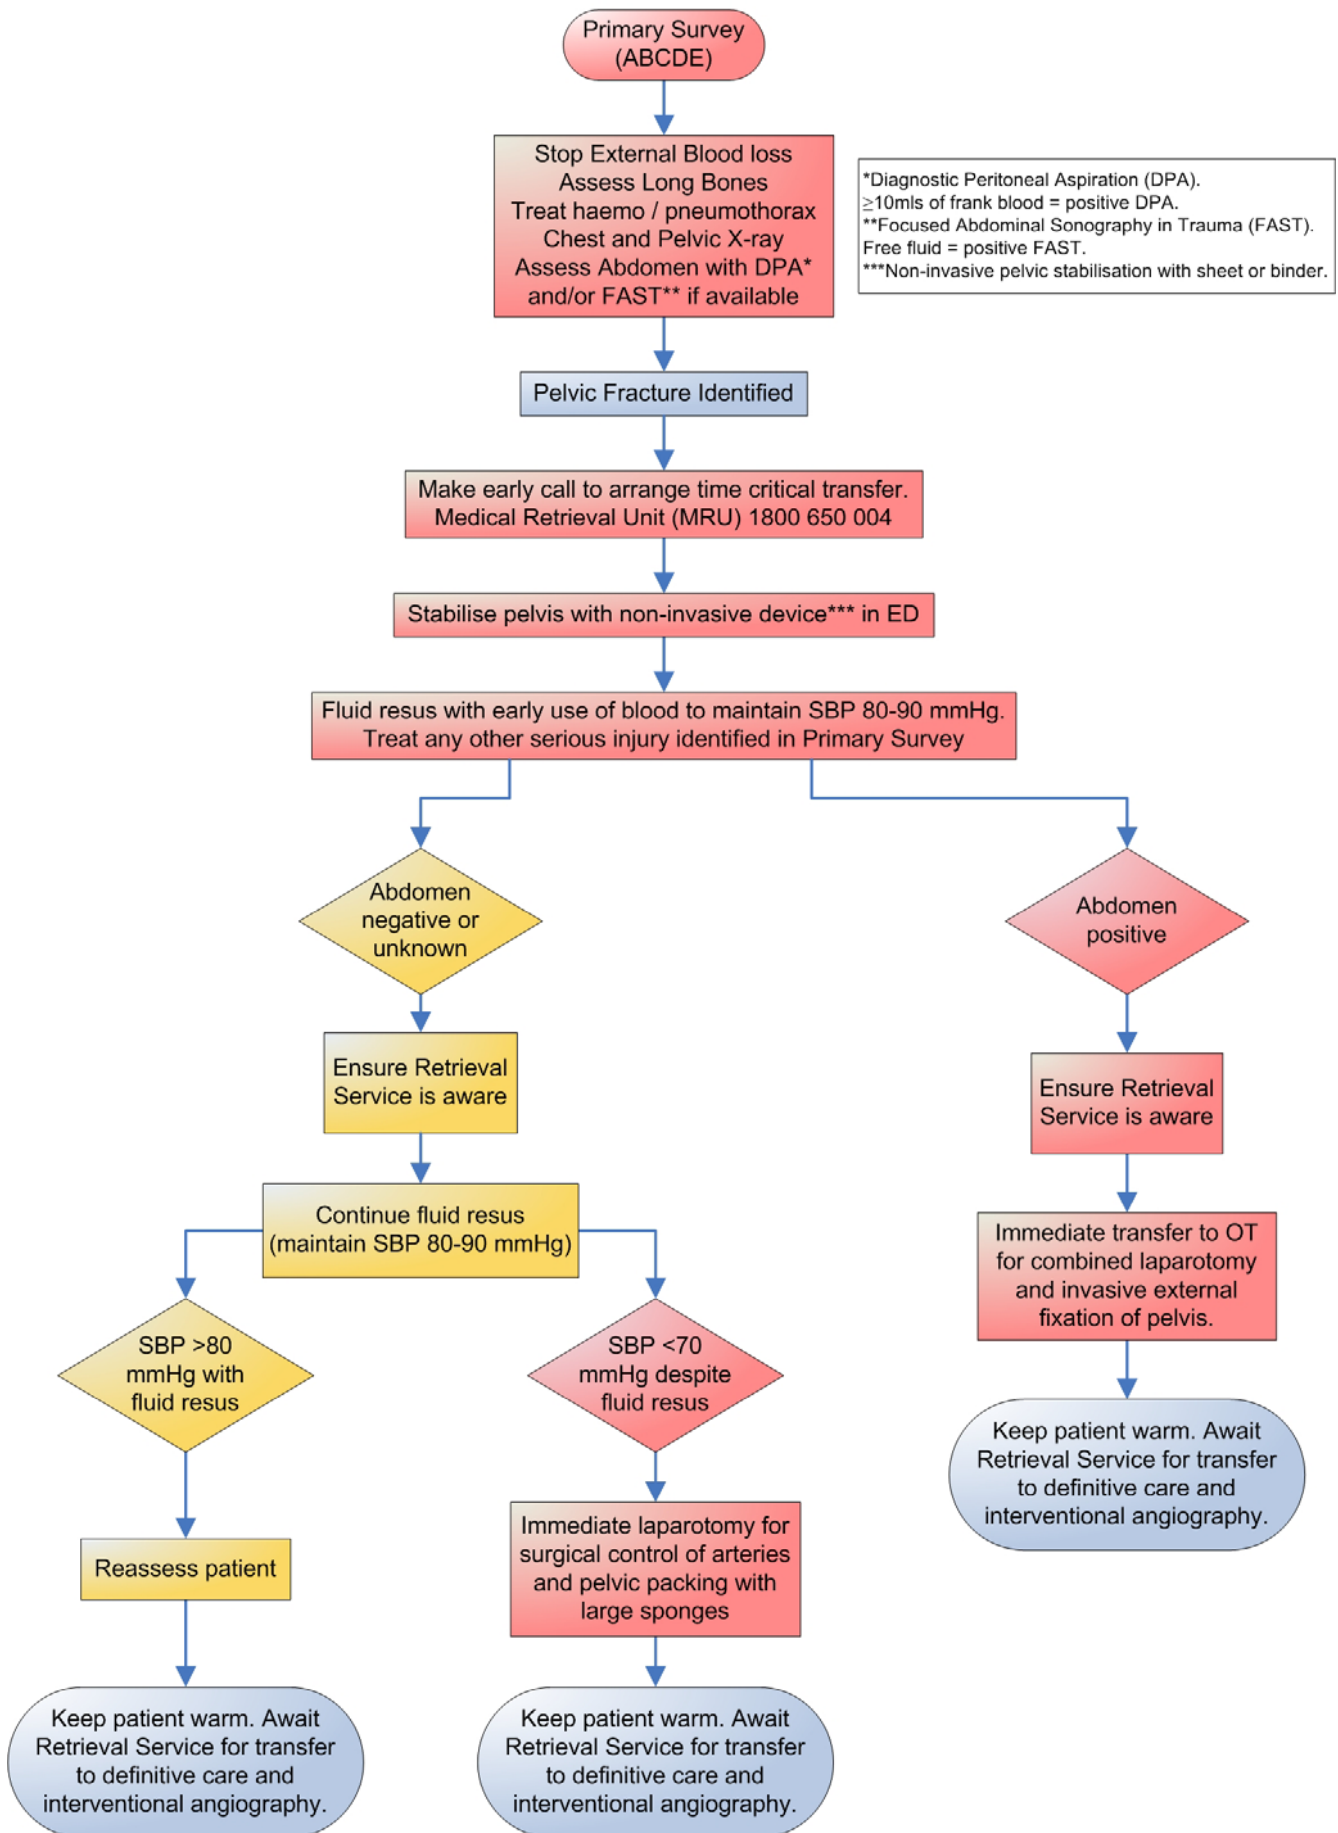 Primary Survey
(ABCDE)
Stop External Blood loss
Assess Long Bones
Treat haemo / pneumothorax
Chest and Pelvic X-ray
Assess Abdomen with DPA*
and/or FAST** if available
*Diagnostic Peritoneal Aspiration (DPA).
≥10mls of frank blood = positive DPA.
**Focused Abdominal Sonography in Trauma (FAST).
Free fluid = positive FAST.
***Non-invasive pelvic stabilisation with sheet or binder.
Pelvic Fracture Identified
Make early call to arrange time critical transfer.
Medical Retrieval Unit (MRU) 1800 650 004
Stabilise pelvis with non-invasive device*** in ED
Fluid resus with early use of blood to maintain SBP 80-90 mmHg.
Treat any other serious injury identified in Primary Survey
Abdomen
negative or
unknown
Abdomen
positive
Ensure Retrieval
Service is aware
Ensure Retrieval
Service is aware
Continue fluid resus
(maintain SBP 80-90 mmHg)
Immediate transfer to OT
for combined laparotomy
and invasive external
fixation of pelvis.
SBP >80
mmHg with
fluid resus
SBP <70
mmHg despite
fluid resus
Keep patient warm. Await
Retrieval Service for transfer
to definitive care and
interventional angiography.
Reassess patient
Immediate laparotomy for
surgical control of arteries
and pelvic packing with
large sponges
Keep patient warm. Await
Retrieval Service for transfer
to definitive care and
interventional angiography.
Keep patient warm. Await
Retrieval Service for transfer
to definitive care and
interventional angiography.